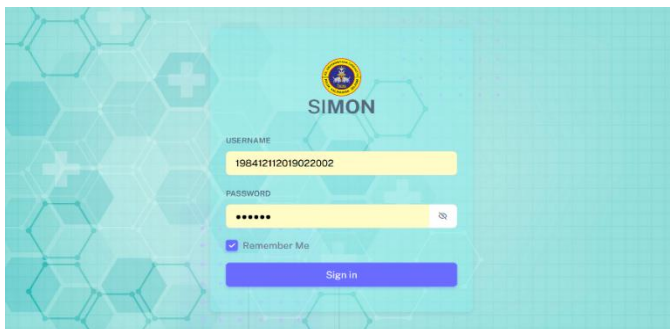 SIMON
USERNAME
198412112019022002
PASSWORD
••••••
Remember Me
Sign in